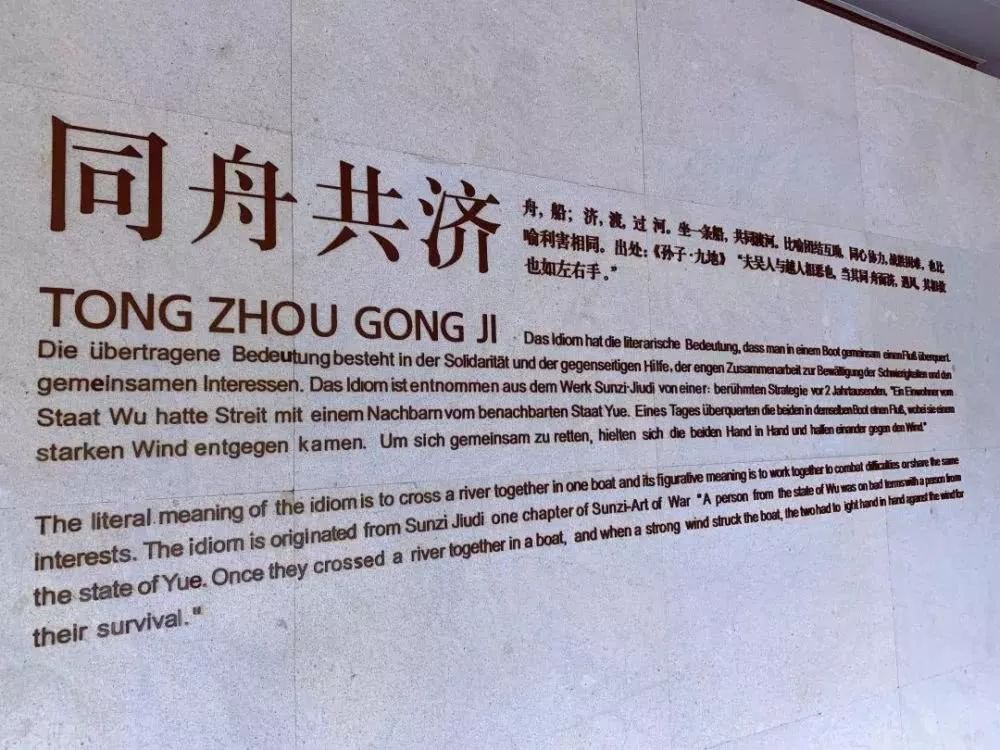 同舟共济
舟，船；济，渡，过河。坐一条船，共同渡河。比喻团结互助，同心协力，战胜困难，也比
喻利害相同。出处：《孙子·九地》“夫吴人与越人相恶也，当其同舟而济，遇风，其相救
也如左右手。”
TONG ZHOU GONG JI
Das Idiom hat die literarische Bedeutung, dass man in einem Boot gemeinsam einen Fluß überquert.
Die übertragene Bedeutung besteht in der Solidarität und der gegenseitigen Hilfe, der engen Zusammenarbeit zur Bewältigung der Schwierigkeiten und den
gemeinsamen Interessen. Das Idiom ist entnommen aus dem Werk Sunzi·Jiudi von einer: berühmten Strategie vor 2 Jahrtausenden, "Ein Einwohner vom
Staat Wu hatte Streit mit einem Nachbarn vom benachbarten Staat Yue. Eines Tages überquerten die beiden in demselben Boot einen Fluß, wobei sie einem
starken Wind entgegen kamen. Um sich gemeinsam zu retten, hielten sich die beiden Hand in Hand und halfen einander gegen den Wind."
The literal meaning of the idiom is to cross a river together in one boat and its figurative meaning is to work together to combat difficulties or share the same
interests. The idiom is originated from Sunzi Jiudi one chapter of Sunzi-Art of War "A person from the state of Wu was on bad terms with a person from
the state of Yue. Once they crossed a river together in a boat, and when a strong wind struck the boat, the two had to ight hand in hand against the wind for
their survival."